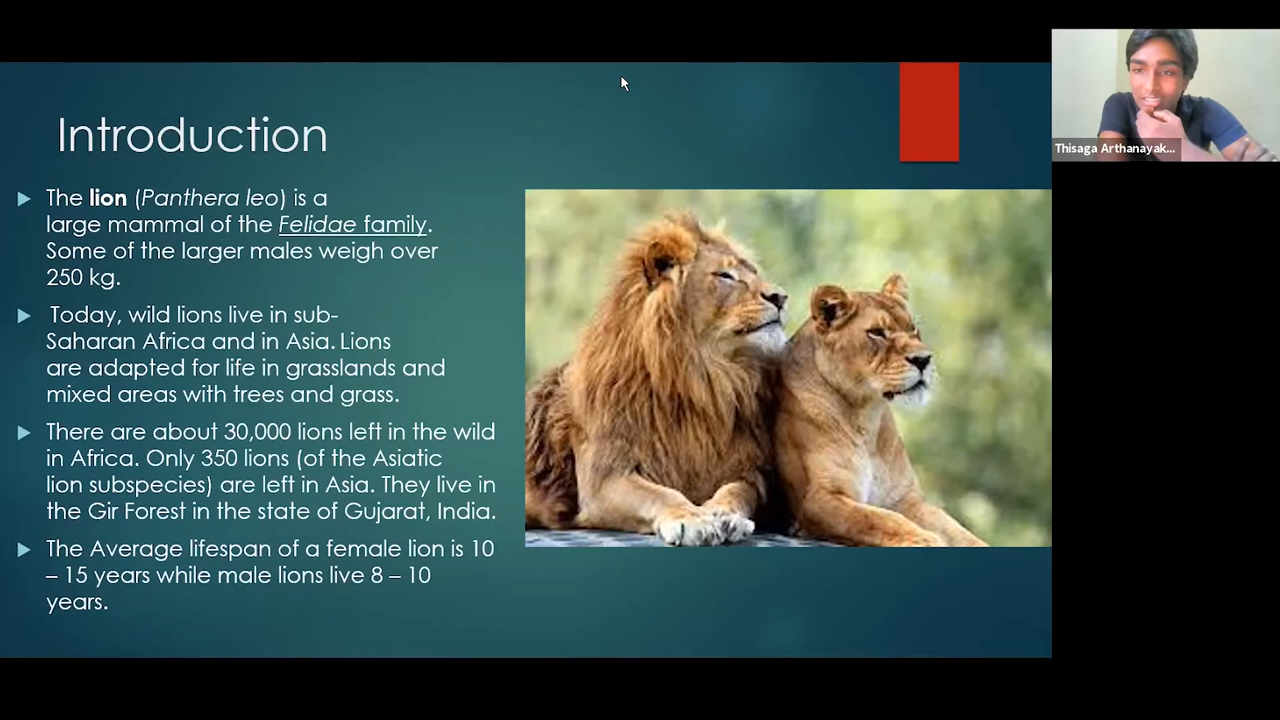 Introduction
The lion (Panthera leo) is a
large mammal of the Felidae family.
Some of the larger males weigh over
250 kg.
Today, wild lions live in sub-
Saharan Africa and in Asia. Lions
are adapted for life in grasslands and
mixed areas with trees and grass.
There are about 30,000 lions left in the wild
in Africa. Only 350 lions (of the Asiatic
lion subspecies) are left in Asia. They live in
the Gir Forest in the state of Gujarat, India.
The Average lifespan of a female lion is 10
– 15 years while male lions live 8 – 10
years.
Thisaga Arthanayak...